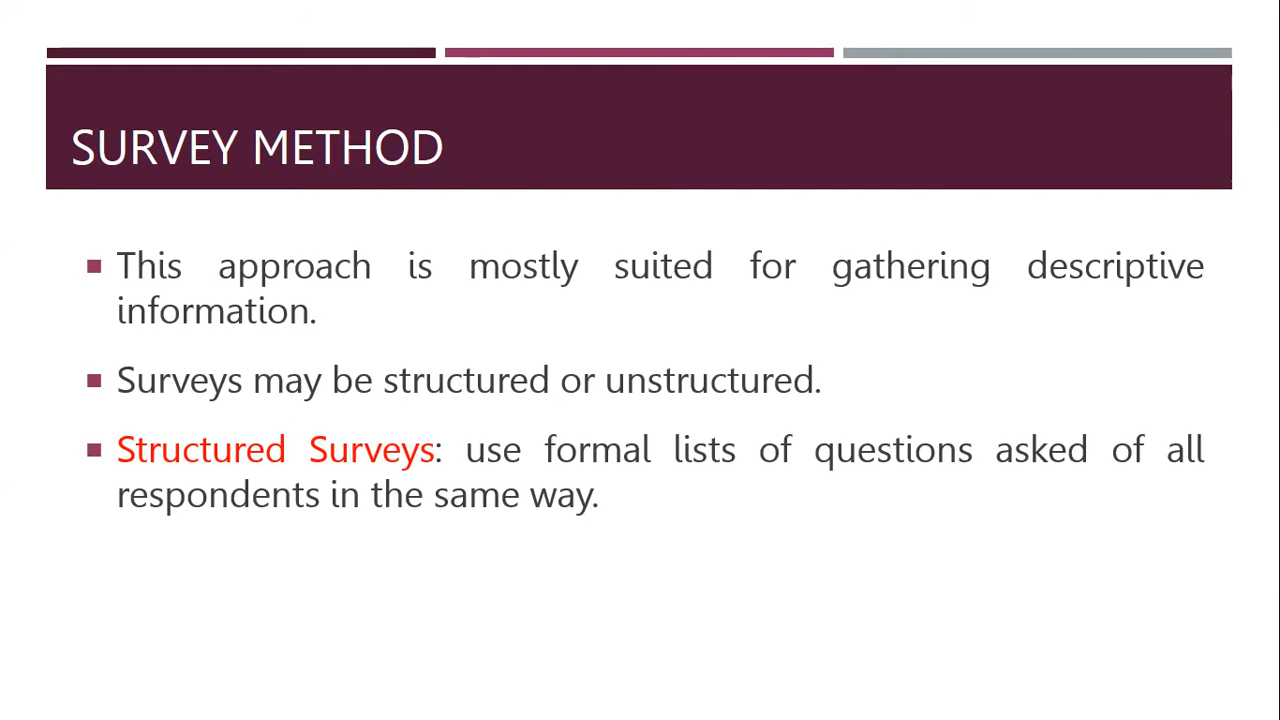 SURVEY METHOD
This approach is mostly suited for gathering descriptive
information.
Surveys may be structured or unstructured.
Structured Surveys: use formal lists of questions asked of all
respondents in the same way.